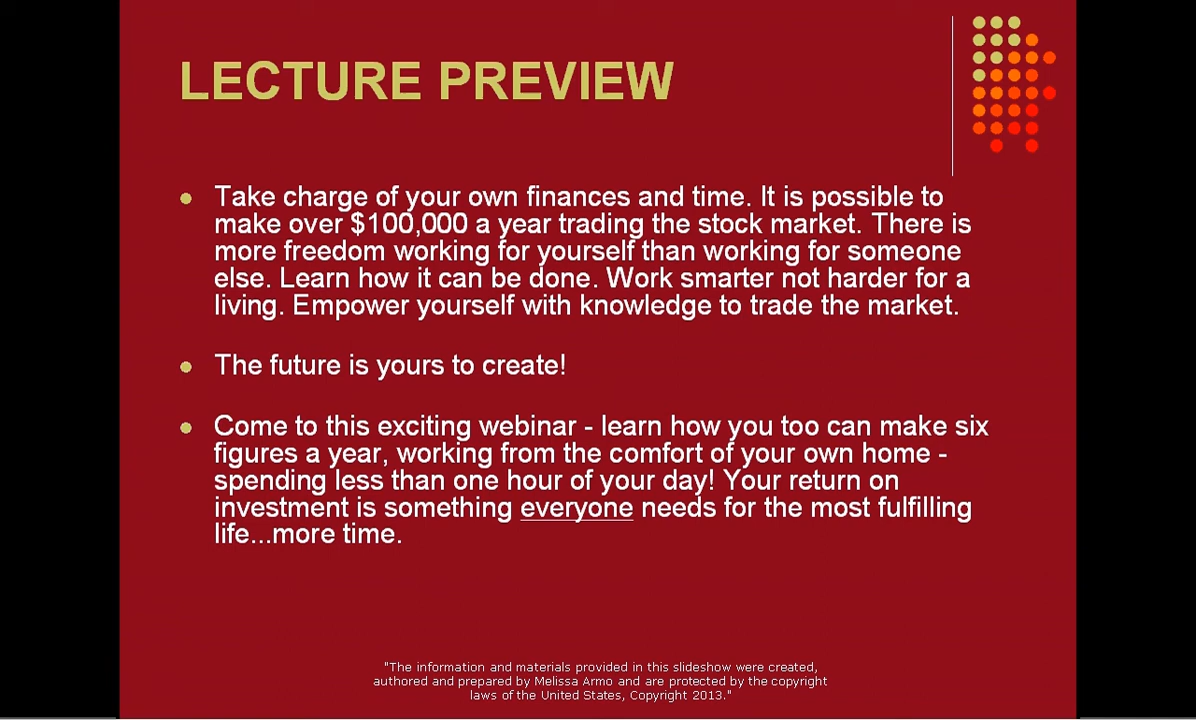 LECTURE PREVIEW
Take charge of your own finances and time. It is possible to
make over $100,000 a year trading the stock market. There is
more freedom working for yourself than working for someone
else. Learn how it can be done. Work smarter not harder for a
living. Empower yourself with knowledge to trade the market.
The future is yours to create!
Come to this exciting webinar - learn how you too can make six
figures a year, working from the comfort of your own home -
spending less than one hour of your day! Your return on
investment is something everyone needs for the most fulfilling
life...more time.
"The information and materials provided in this slideshow were created,
authored and prepared by Melissa Armo and are protected by the copyright
laws of the United States, Copyright 2013."